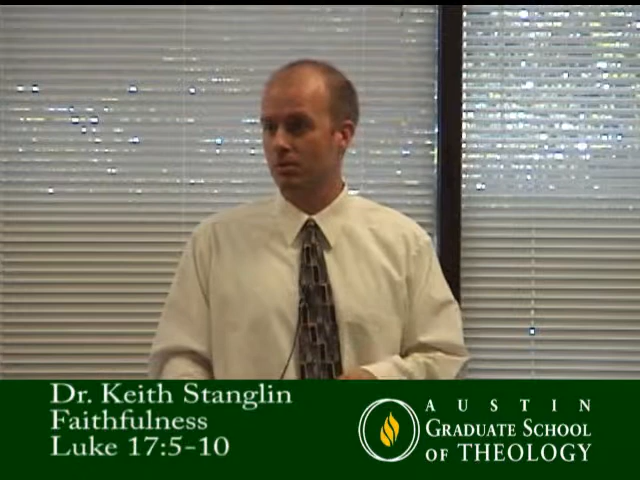 Dr. Keith Stanglin
Faithfulness
Luke 17:5-10
AUSTIN
GRADUATE SCHOOL
OF THEOLOGY